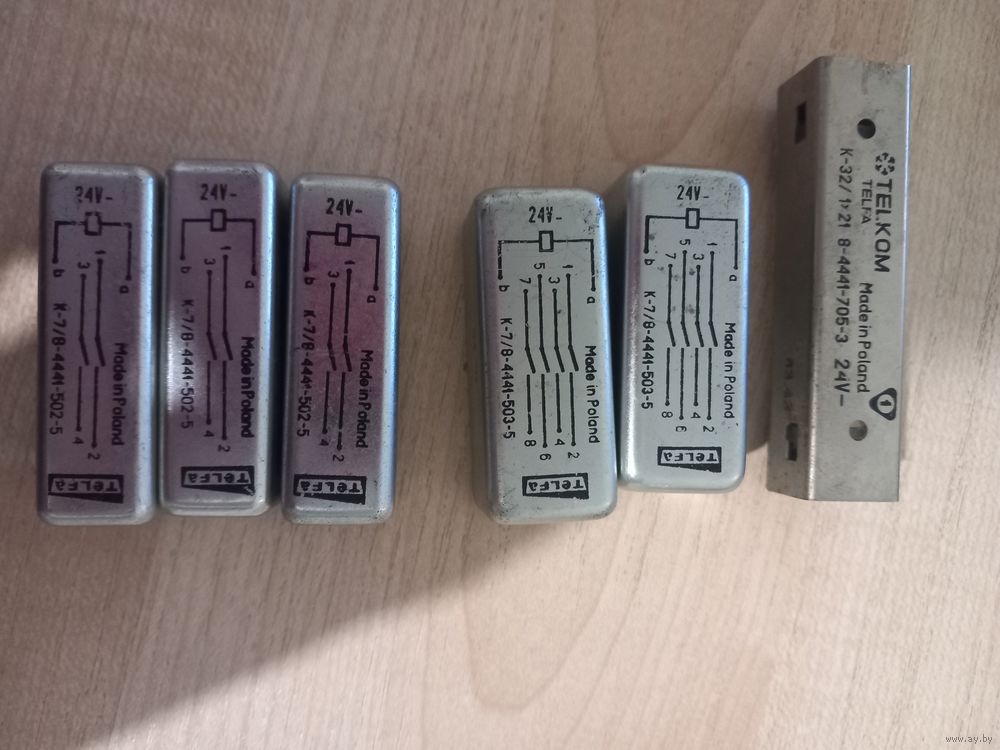 24V-
a
b
1
3
2
4
K-7/8-4441-502-5
Made in Poland
TELFA
24V-
a
b
1
3
2
4
K-7/8-4441-502-5
Made in Poland
TELFA
24V-
a
b
1
3
2
4
K-7/8-4441-502-5
Made in Poland
TELFA
24V-
a
b
1
3
5
7
2
4
6
8
K-7/8-4441-503-5
Made in Poland
TELFA
24V-
a
b
1
3
5
7
2
4
6
8
K-7/8-4441-503-5
Made in Poland
TELFA
TELKOM Made in Poland 1
TELFA
K-32/1-21 8-4441-705-3 24V-
www.ay.by